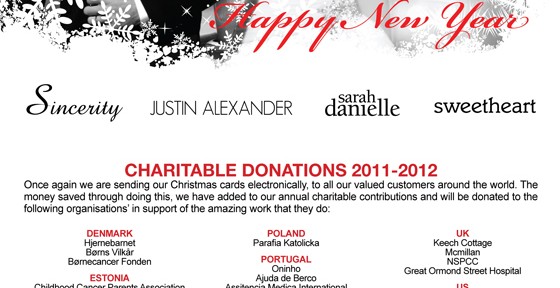 Happy New Year
Sincerity JUSTIN ALEXANDER sarah danielle sweetheart
CHARITABLE DONATIONS 2011-2012
Once again we are sending our Christmas cards electronically, to all our valued customers around the world. The
money saved through doing this, we have added to our annual charitable contributions and will be donated to the
following organisations' in support of the amazing work that they do:
DENMARK
Hjernebarnet
Børns Vilkår
Børnecancer Fonden
ESTONIA
Childhood Cancer Parents Association
POLAND
Parafia Katolicka
PORTUGAL
Oninho
Ajuda de Berco
Assitencia Medica International
UK
Keech Cottage
Mcmillan
NSPCC
Great Ormond Street Hospital
US